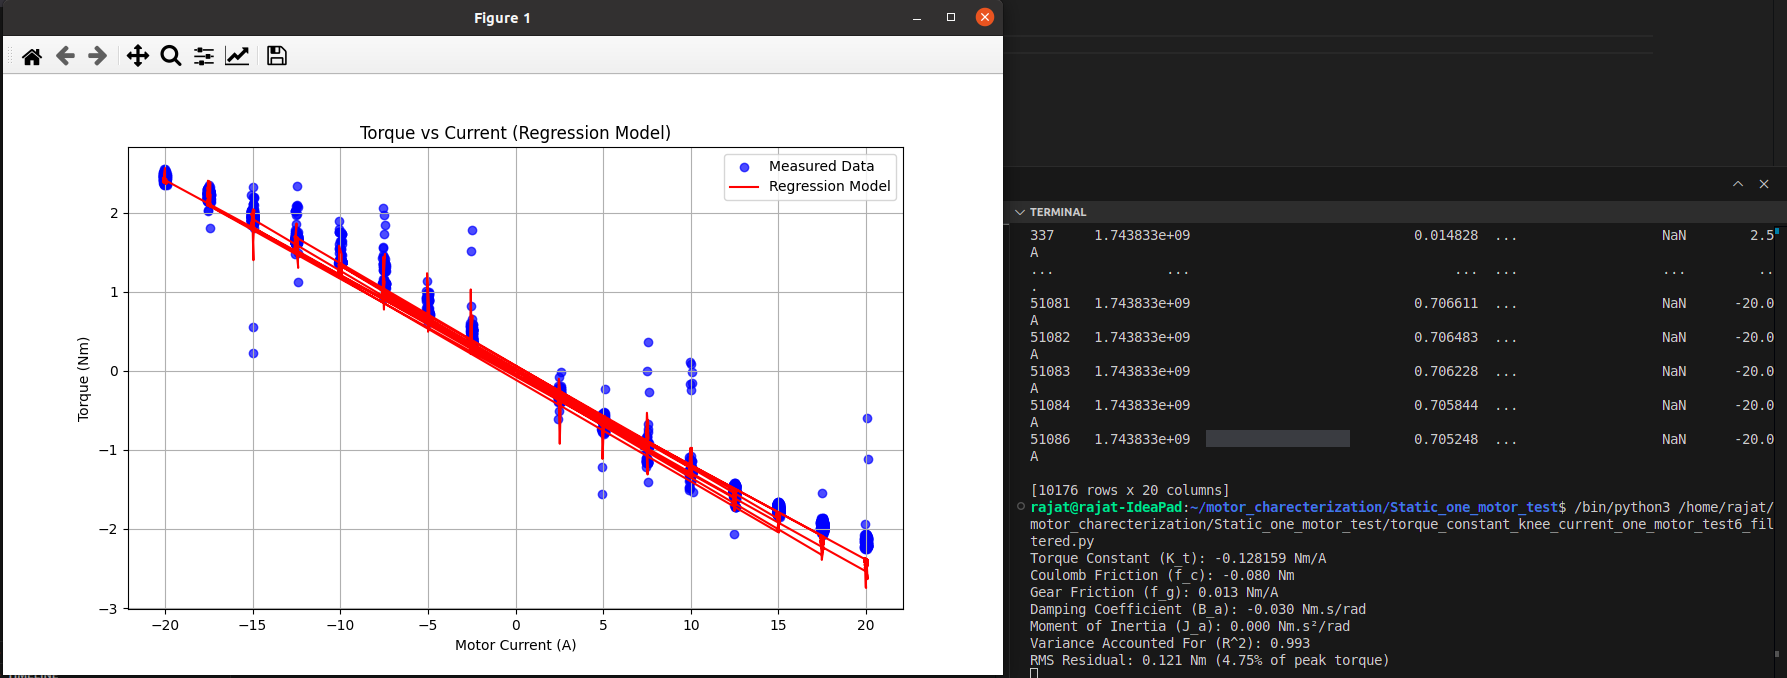 Figure 1
Torque vs Current (Regression Model)
Measured Data
Regression Model
Torque (Nm)
2
1
0
−1
−2
−3
−20 −15 −10 −5 0 5 10 15 20
Motor Current (A)
TERMINAL
337 1.743833e+09 0.014828 ... NaN 2.5
A
... ... ... ... ... ..
.
51081 1.743833e+09 0.706611 ... NaN -20.0
A
51082 1.743833e+09 0.706483 ... NaN -20.0
A
51083 1.743833e+09 0.706228 ... NaN -20.0
A
51084 1.743833e+09 0.705844 ... NaN -20.0
A
51086 1.743833e+09 0.705248 ... NaN -20.0
A
[10176 rows x 20 columns]
rajat@rajat-IdeaPad:~/motor_charecterization/Static_one_motor_test$ /bin/python3 /home/rajat/
motor_charecterization/Static_one_motor_test/torque_constant_knee_current_one_motor_test6_fil
tered.py
Torque Constant (K_t): -0.128159 Nm/A
Coulomb Friction (f_c): -0.080 Nm
Gear Friction (f_g): 0.013 Nm/A
Damping Coefficient (B_a): -0.030 Nm.s/rad
Moment of Inertia (J_a): 0.000 Nm.s²/rad
Variance Accounted For (R^2): 0.993
RMS Residual: 0.121 Nm (4.75% of peak torque)